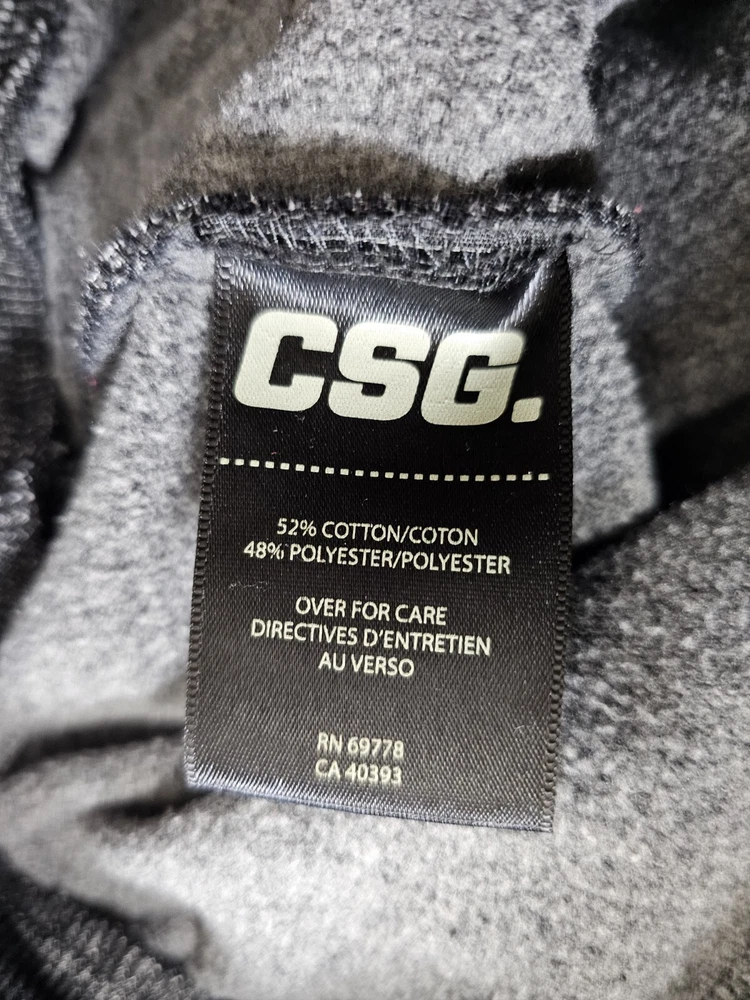 CSG.
52% COTTON/COTON
48% POLYESTER/POLYESTER
OVER FOR CARE
DIRECTIVES D'ENTRETIEN
AU VERSO
RN 69778
CA 40393